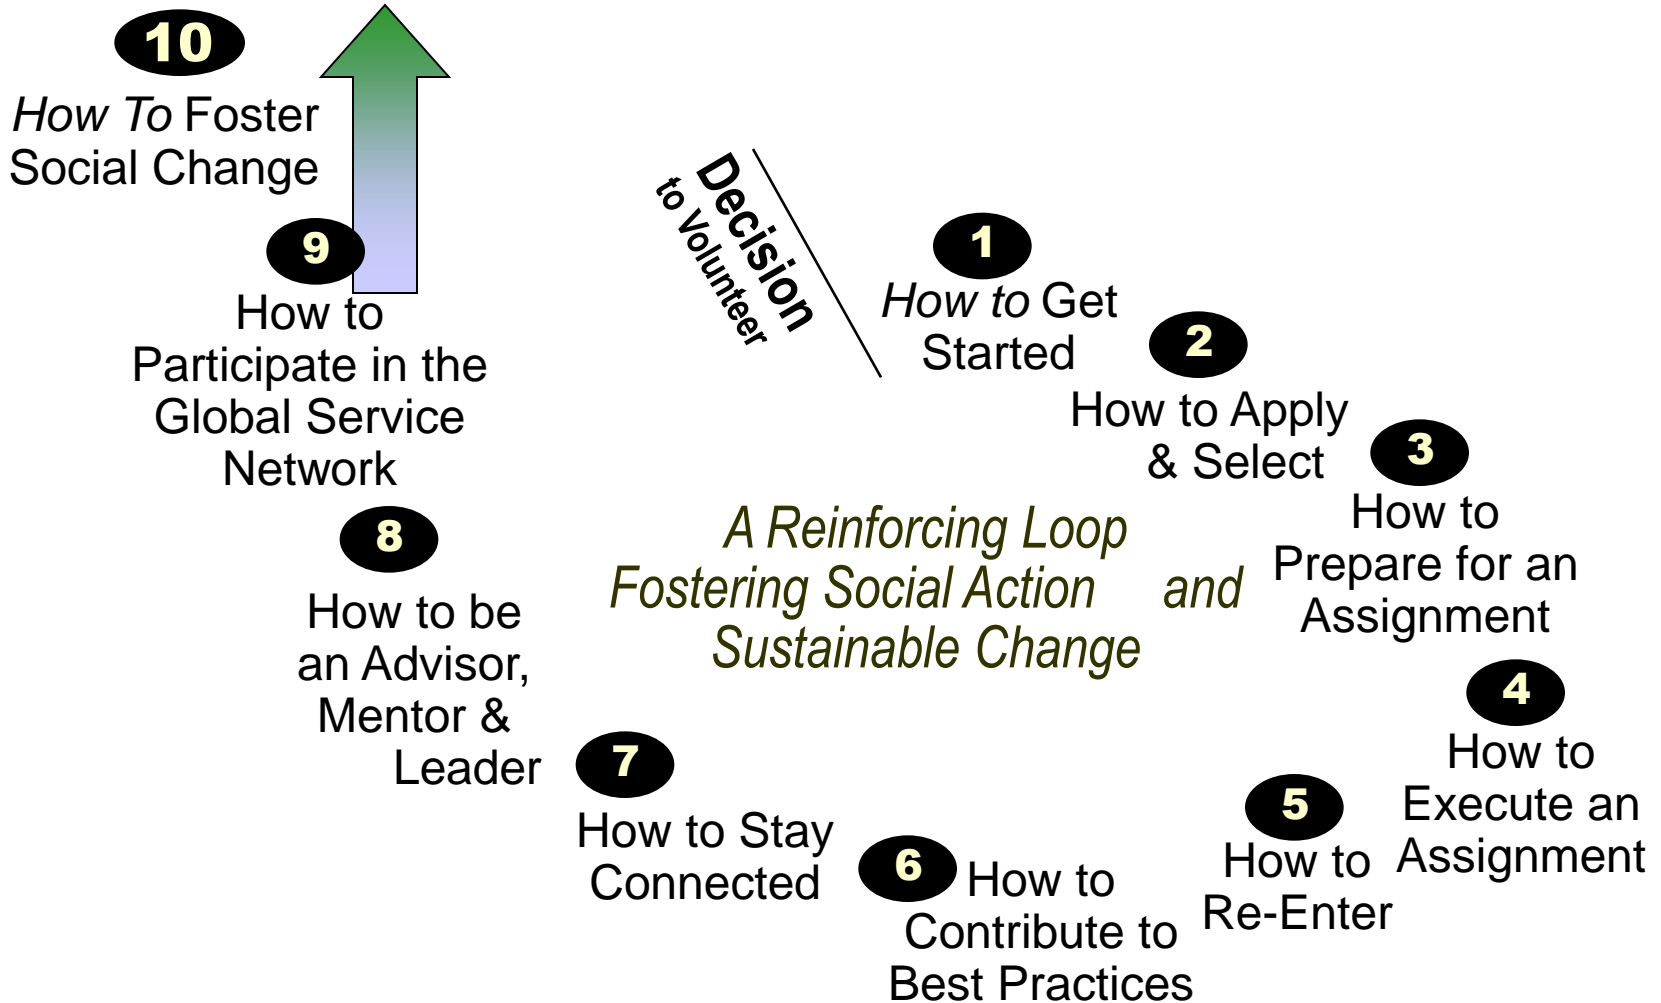 10
How To Foster
Social Change
9
How to
Participate in the
Global Service
Network
8
How to be
an Advisor,
Mentor &
Leader
7
How to Stay
Connected
6
How to
Contribute to
Best Practices
5
How to
Re-Enter
4
How to
Execute an
Assignment
3
How to
Prepare for an
Assignment
2
How to Apply
& Select
1
How to Get
Started
Decision
to Volunteer
A Reinforcing Loop
Fostering Social Action and
Sustainable Change